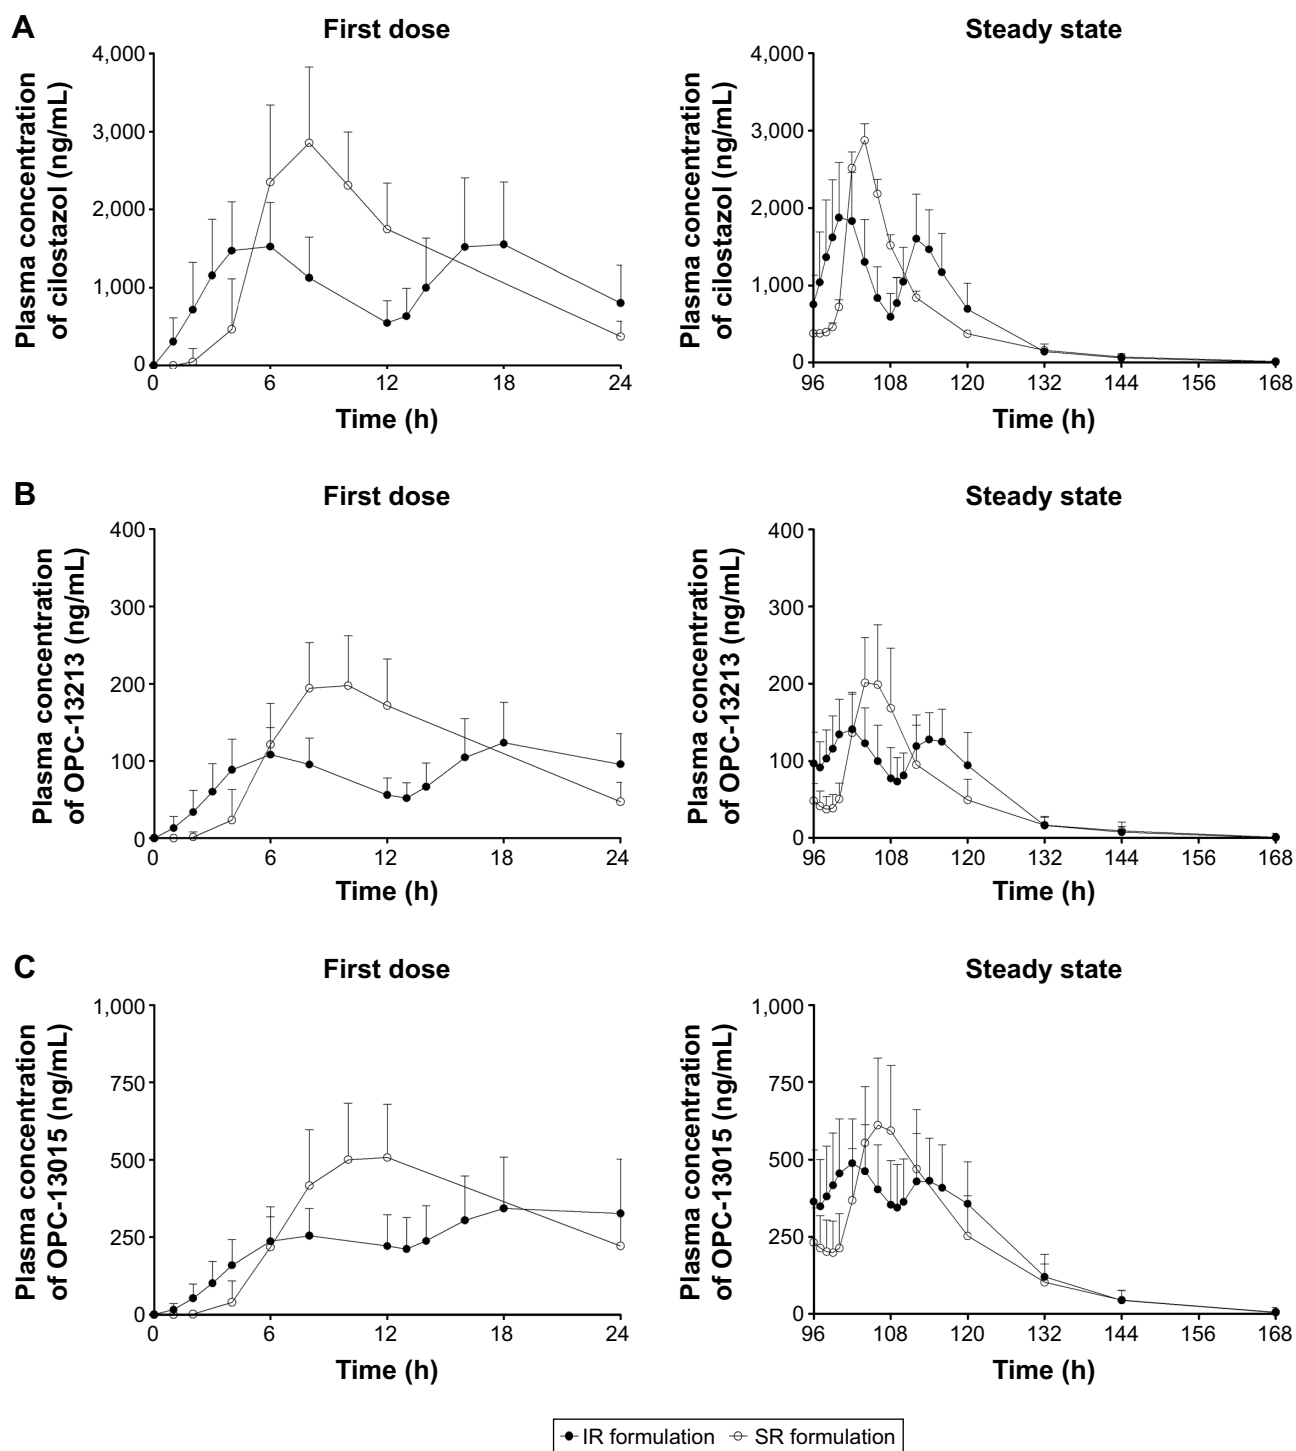 A
First dose
Steady state
Plasma concentration
of cilostazol (ng/mL)
4,000
3,000
2,000
1,000
0
0 6 12 18 24
Time (h)
Plasma concentration
of cilostazol (ng/mL)
4,000
3,000
2,000
1,000
0
96 108 120 132 144 156 168
Time (h)
B
First dose
Steady state
Plasma concentration
of OPC-13213 (ng/mL)
400
300
200
100
0
0 6 12 18 24
Time (h)
Plasma concentration
of OPC-13213 (ng/mL)
400
300
200
100
0
96 108 120 132 144 156 168
Time (h)
C
First dose
Steady state
Plasma concentration
of OPC-13015 (ng/mL)
1,000
750
500
250
0
0 6 12 18 24
Time (h)
Plasma concentration
of OPC-13015 (ng/mL)
1,000
750
500
250
0
96 108 120 132 144 156 168
Time (h)
IR formulation SR formulation